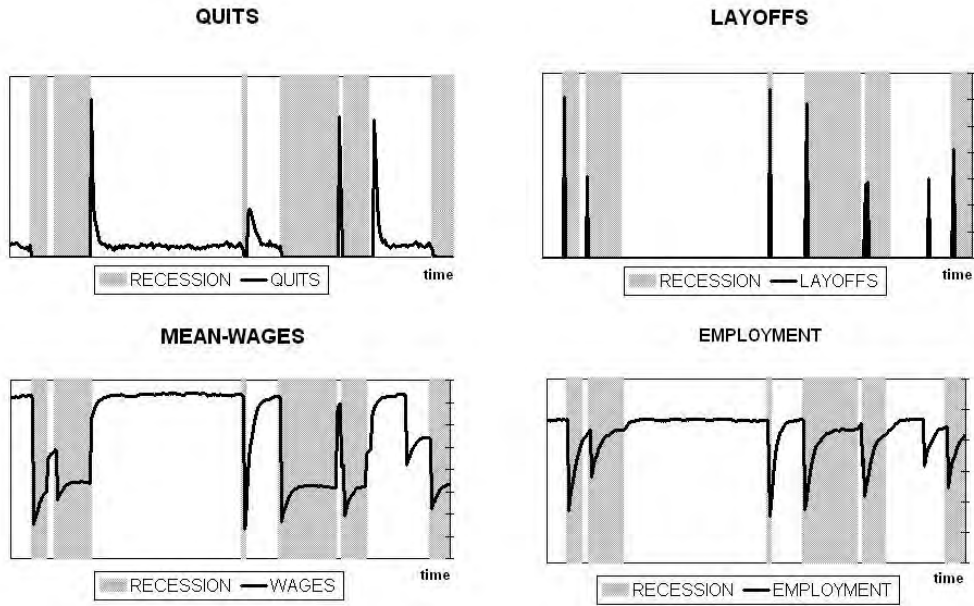 QUITS
LAYOFFS
RECESSION QUITS
time
RECESSION LAYOFFS
time
MEAN-WAGES
EMPLOYMENT
RECESSION WAGES
time
RECESSION EMPLOYMENT
time